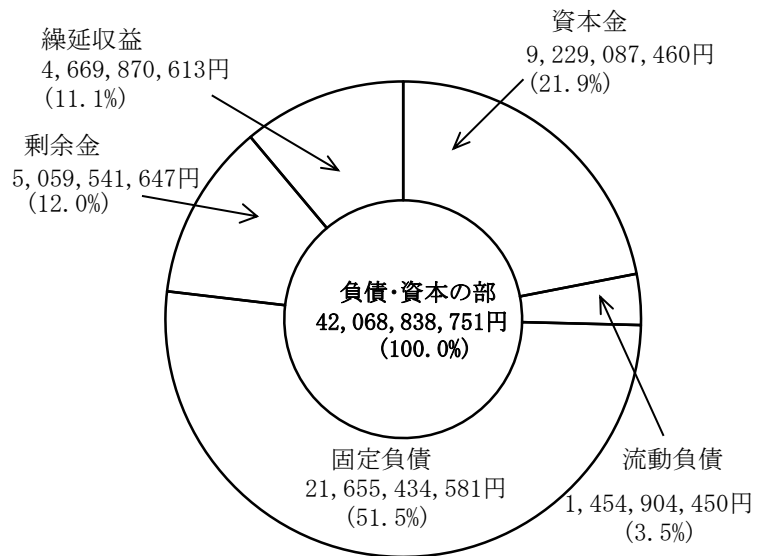 繰延収益
4,669,870,613円
(11.1%)
資本金
9,229,087,460円
(21.9%)
剰余金
5,059,541,647円
(12.0%)
負債・資本の部
42,068,838,751円
(100.0%)
固定負債
21,655,434,581円
(51.5%)
流動負債
1,454,904,450円
(3.5%)